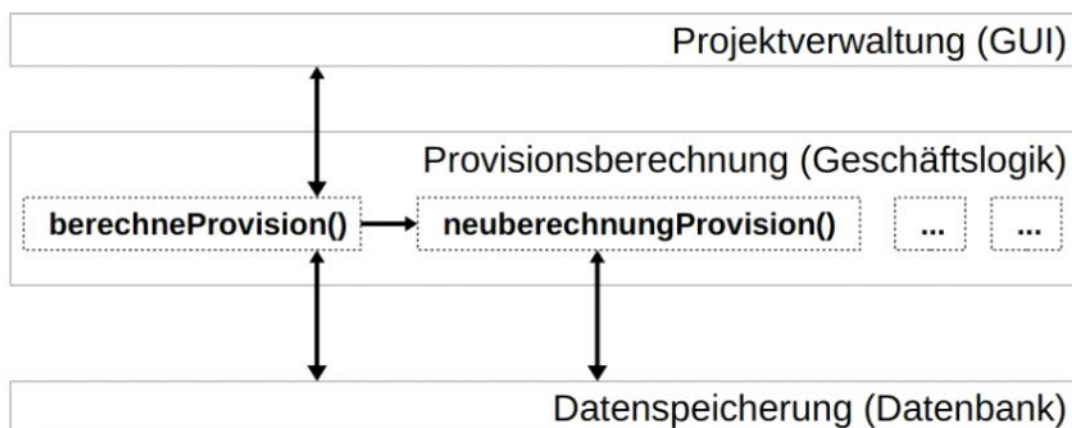 Projektverwaltung (GUI)
Provisionsberechnung (Geschäftslogik)
berechneProvision() neuberechnungProvision() ... ...
Datenspeicherung (Datenbank)